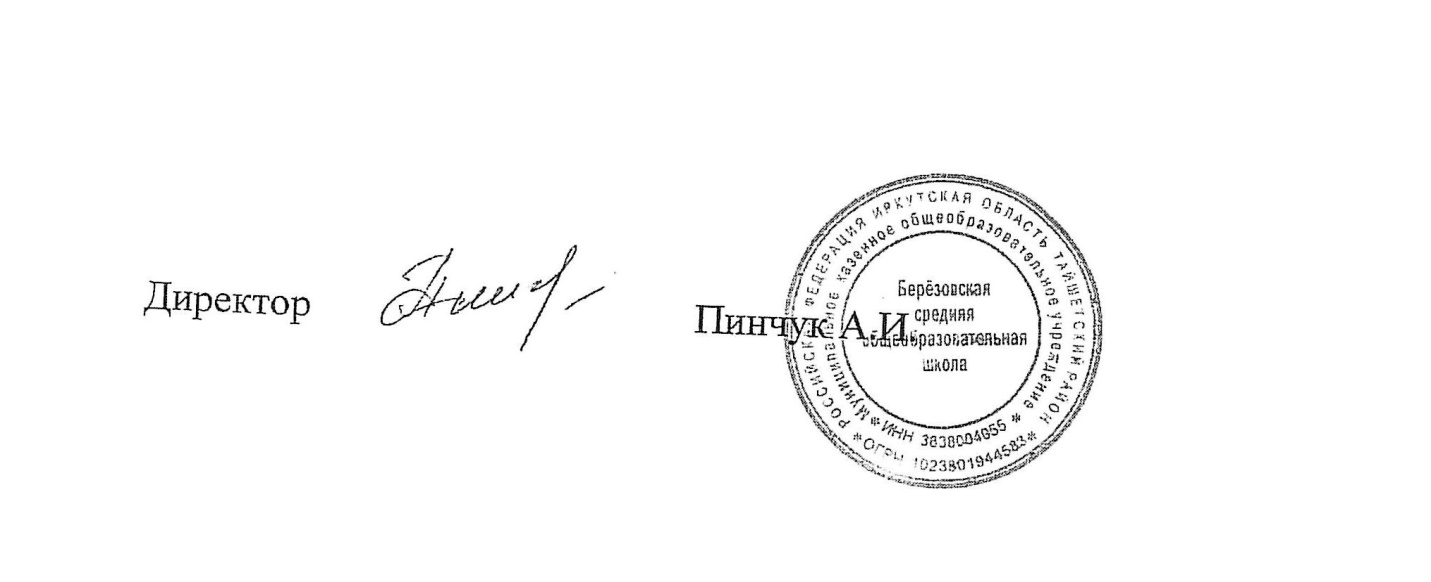 Директор
Пинчук А.И.
РОССИЙСКАЯ ФЕДЕРАЦИЯ ИРКУТСКАЯ ОБЛАСТЬ ТАЙШЕТСКИЙ РАЙОН
* ОГРН 1023801944583 *
Муниципальное казенное общеобразовательное учреждение
* ИНН 3838004055 *
Берёзовская
средняя
общеобразовательная
школа